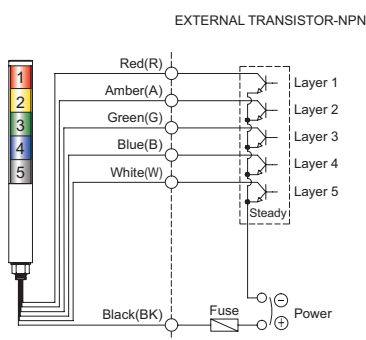 EXTERNAL TRANSISTOR-NPN
Red(R)
Layer 1
Amber(A)
Layer 2
Green(G)
Layer 3
Blue(B)
Layer 4
White(W)
Layer 5
1
2
3
4
5
Steady
Black(BK)
Fuse
Power